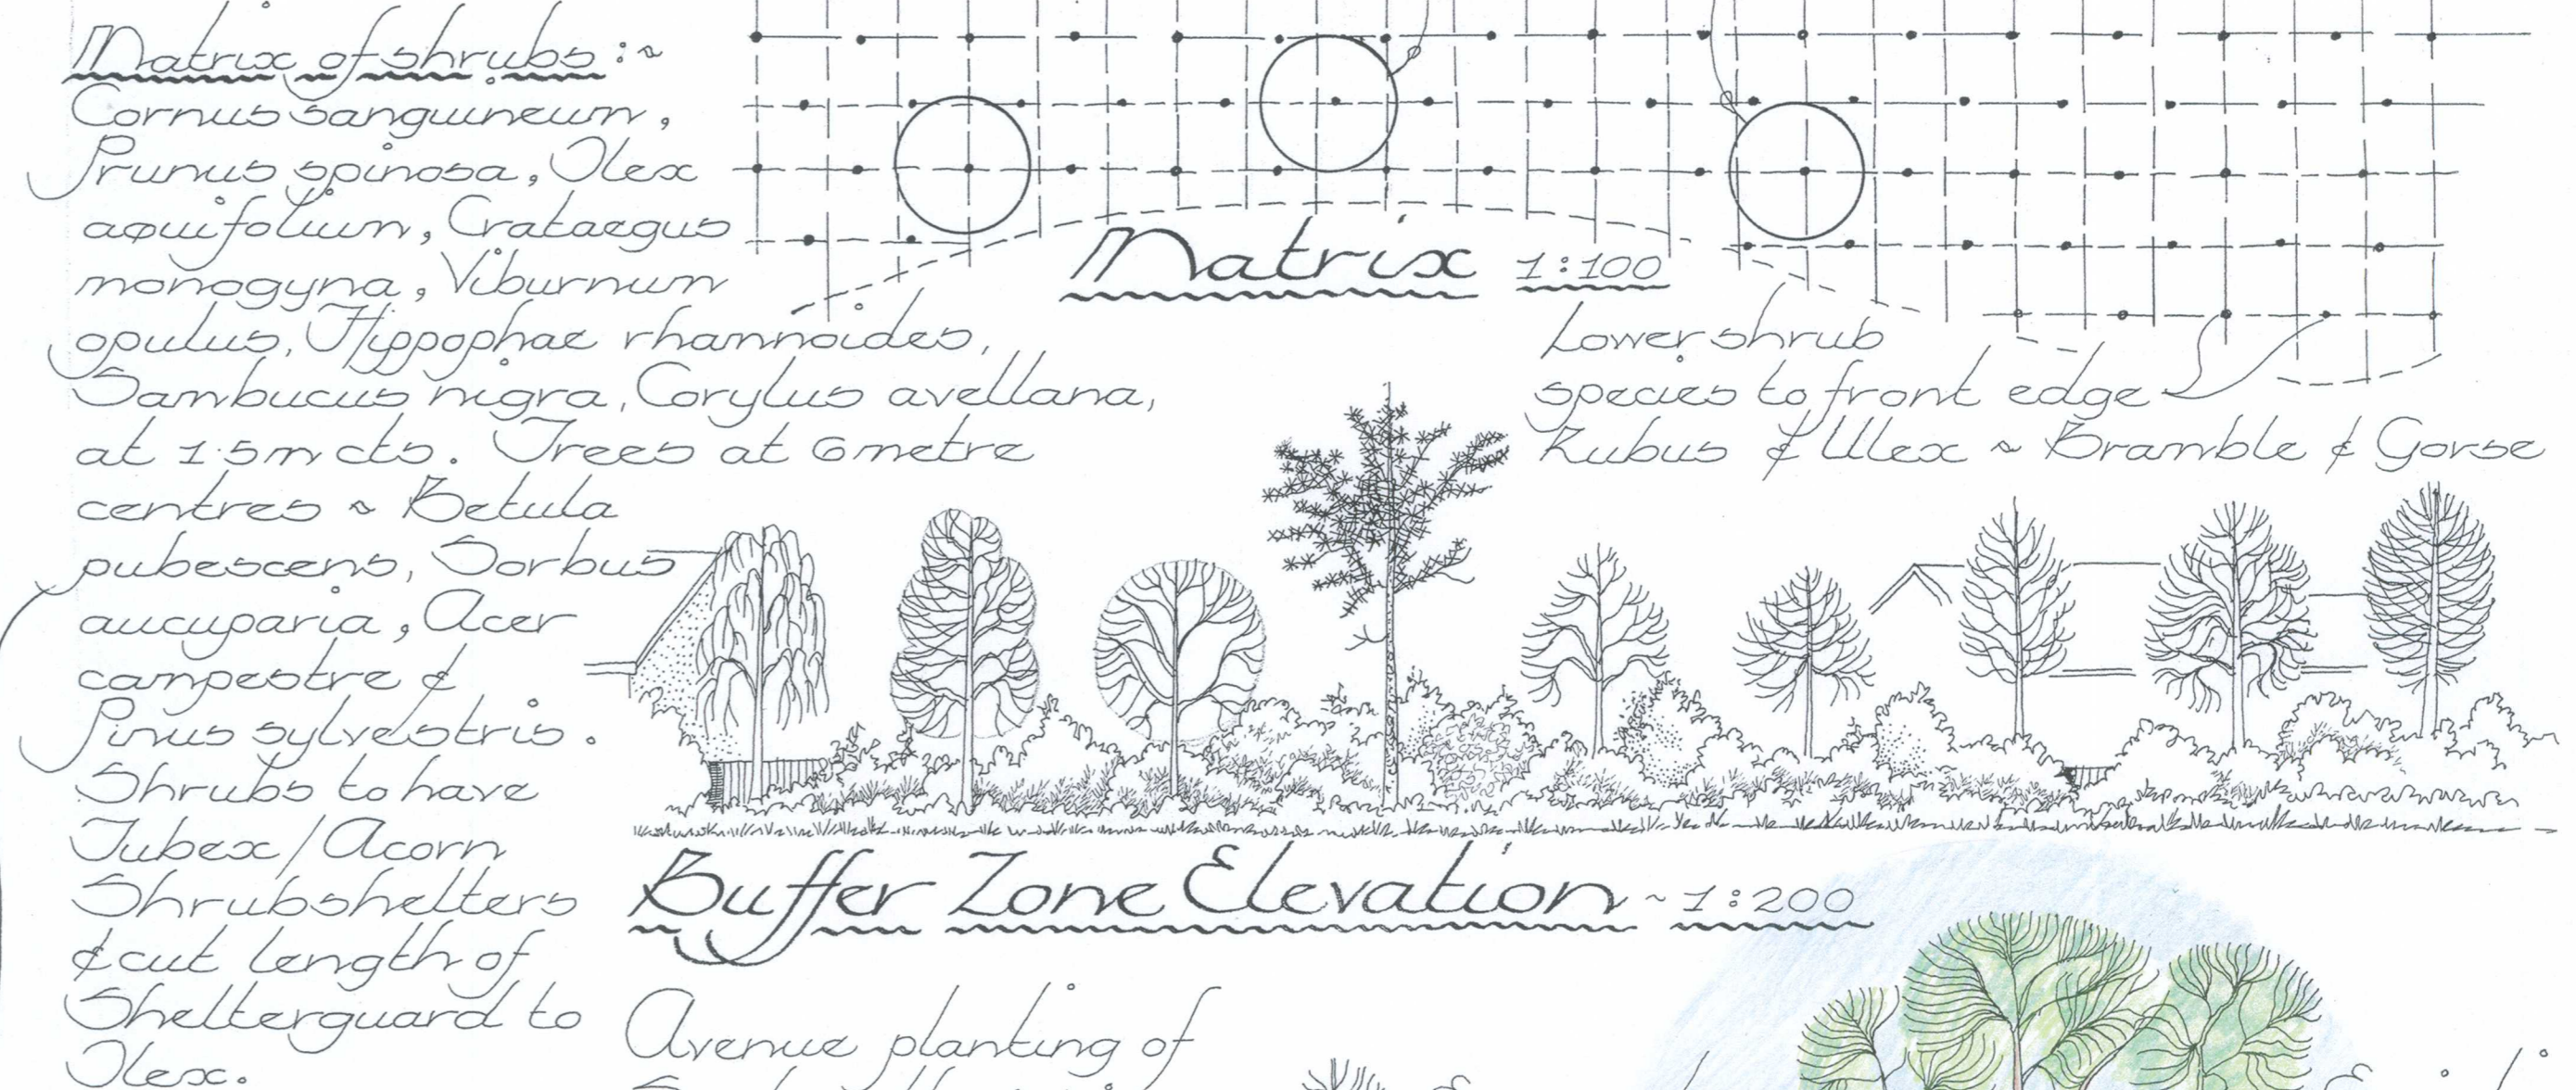 Matrix of shrubs :~
Cornus sanguineum,
Prunus spinosa, Ilex
aquifolium, Crataegus
monogyna, Viburnum
opulus, Hippophae rhamnoides,
Sambucus nigra, Corylus avellana,
at 1·5m cts. Trees at 6 metre
centres ~ Betula
pubescens, Sorbus
aucuparia, Acer
campestre &
Pinus sylvestris.
Shrubs to have
Tubex/Acorn
Shrubshelters
& cut length of
Shelterguard to
Ilex.
Matrix 1:100
Lower shrub
species to front edge
Rubus & Ulex ~ Bramble & Gorse
Buffer Zone Elevation ~ 1:200
Avenue planting of